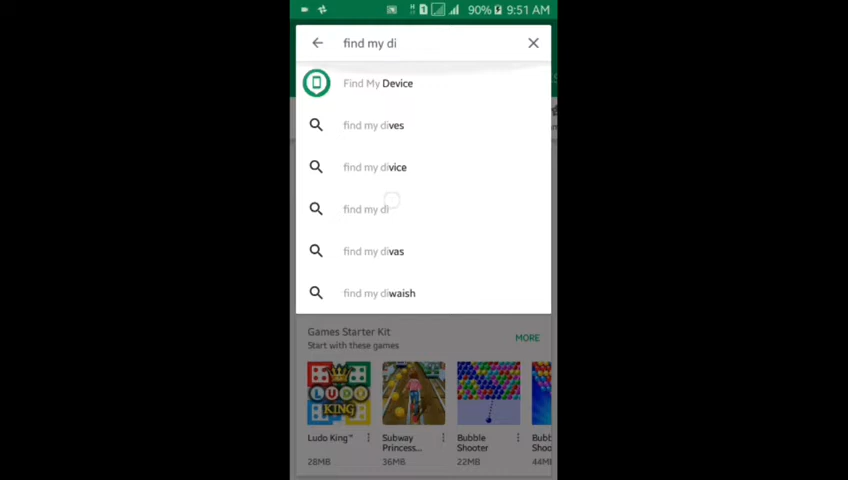 90% 9:51 AM
find my di
Find My Device
find my dives
find my divice
find my di
find my divas
find my diwaish
Games Starter Kit
MORE
Start with these games
Ludo King™
Subway Princess...
Bubble Shooter
Bubb
28MB
36MB
22MB
44MB